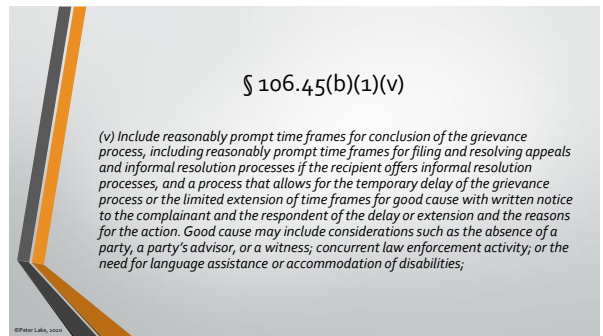 § 106.45(b)(1)(v)
(v) Include reasonably prompt time frames for conclusion of the grievance
process, including reasonably prompt time frames for filing and resolving appeals
and informal resolution processes if the recipient offers informal resolution
processes, and a process that allows for the temporary delay of the grievance
process or the limited extension of time frames for good cause with written notice
to the complainant and the respondent of the delay or extension and the reasons
for the action. Good cause may include considerations such as the absence of a
party, a party's advisor, or a witness; concurrent law enforcement activity; or the
need for language assistance or accommodation of disabilities;
©Peter Lake, 2020